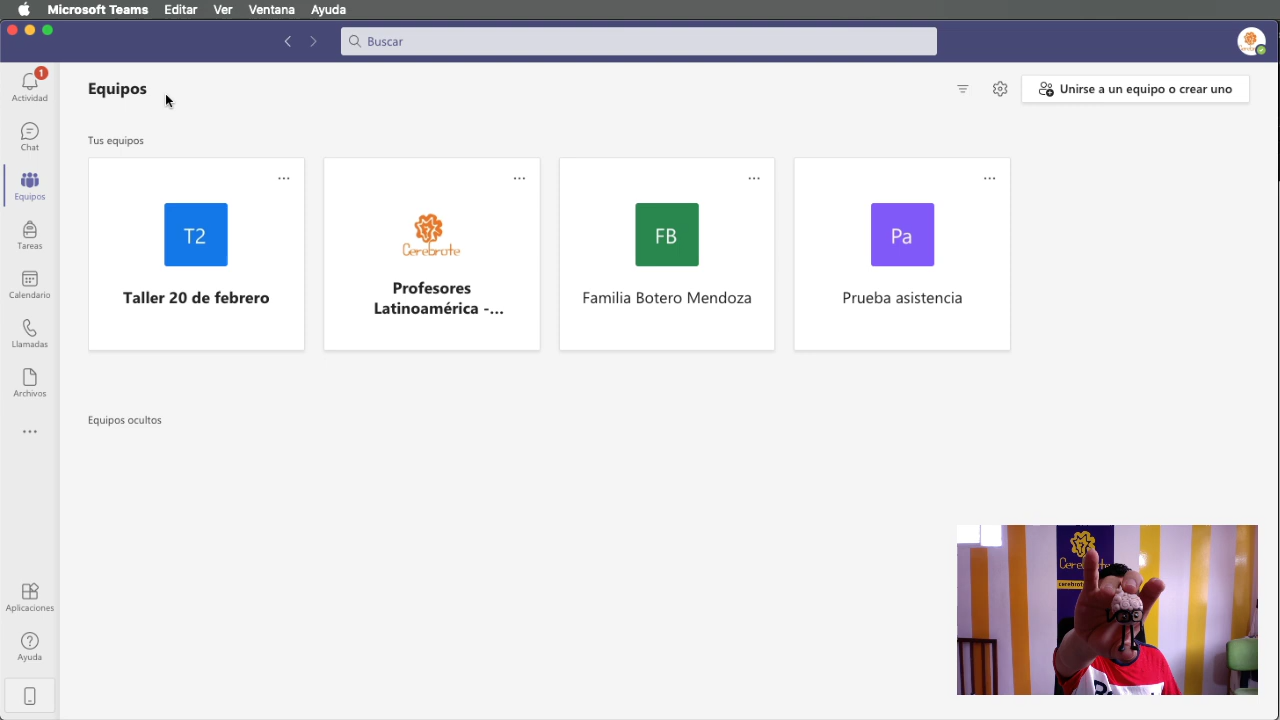 Microsoft Teams Editar Ver Ventana Ayuda
Buscar
Actividad
1
Chat
Equipos
Tareas
Calendario
Llamadas
Archivos
Aplicaciones
Ayuda
Equipos
Unirse a un equipo o crear uno
Tus equipos
T2
Taller 20 de febrero
Cerebrote
Profesores
Latinoamérica -...
FB
Familia Botero Mendoza
Pa
Prueba asistencia
Equipos ocultos